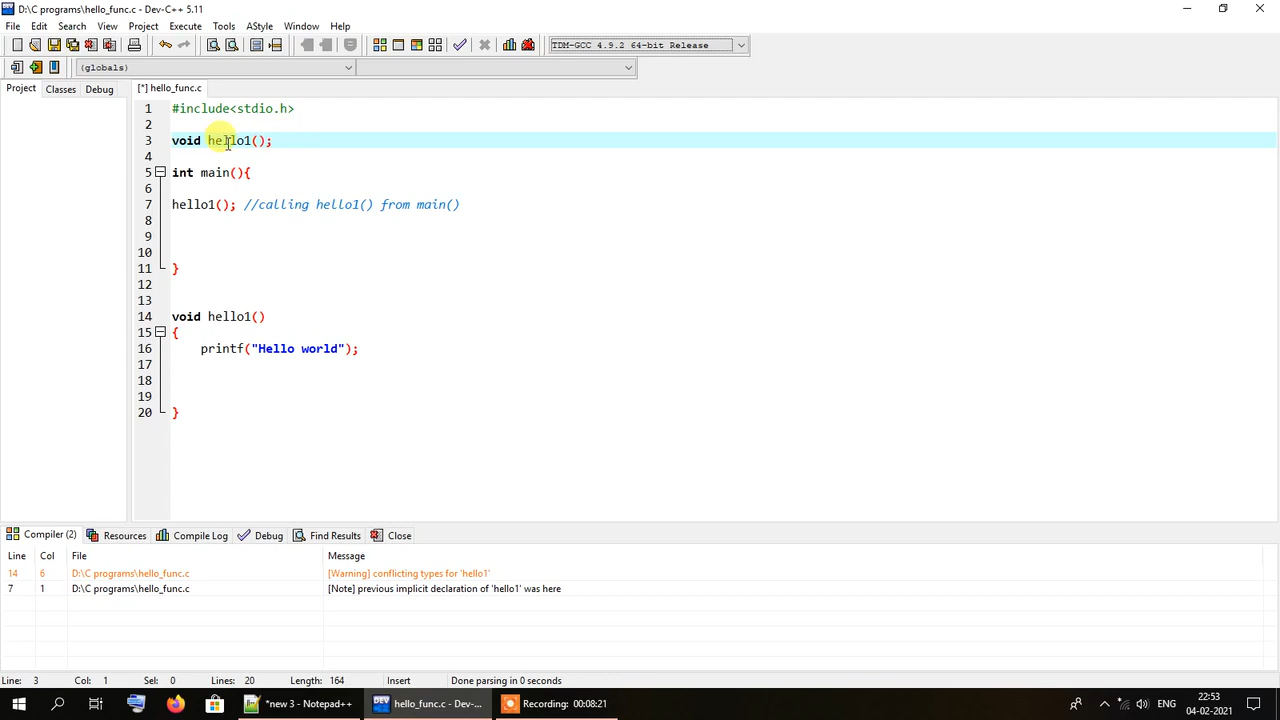 D:\C programs\hello_func.c - Dev-C++ 5.11
File Edit Search View Project Execute Tools AStyle Window Help
TDM-GCC 4.9.2 64-bit Release
(globals)
Project Classes Debug
[*] hello_func.c
1 #include<stdio.h>
2
3 void hello1();
4
5 int main(){
6
7 hello1(); //calling hello1() from main()
8
9
10
11 }
12
13
14 void hello1()
15 {
16 printf("Hello world");
17
18
19
20 }
Compiler (2) Resources Compile Log Debug Find Results Close
Line Col File Message
14 6 D:\C programs\hello_func.c [Warning] conflicting types for 'hello1'
7 1 D:\C programs\hello_func.c [Note] previous implicit declaration of 'hello1' was here
Line: 3 Col: 1 Sel: 0 Lines: 20 Length: 164 Insert Done parsing in 0 seconds
*new 3 - Notepad++ DEV hello_func.c - Dev-... Recording: 00:08:21 ENG 22:53
04-02-2021